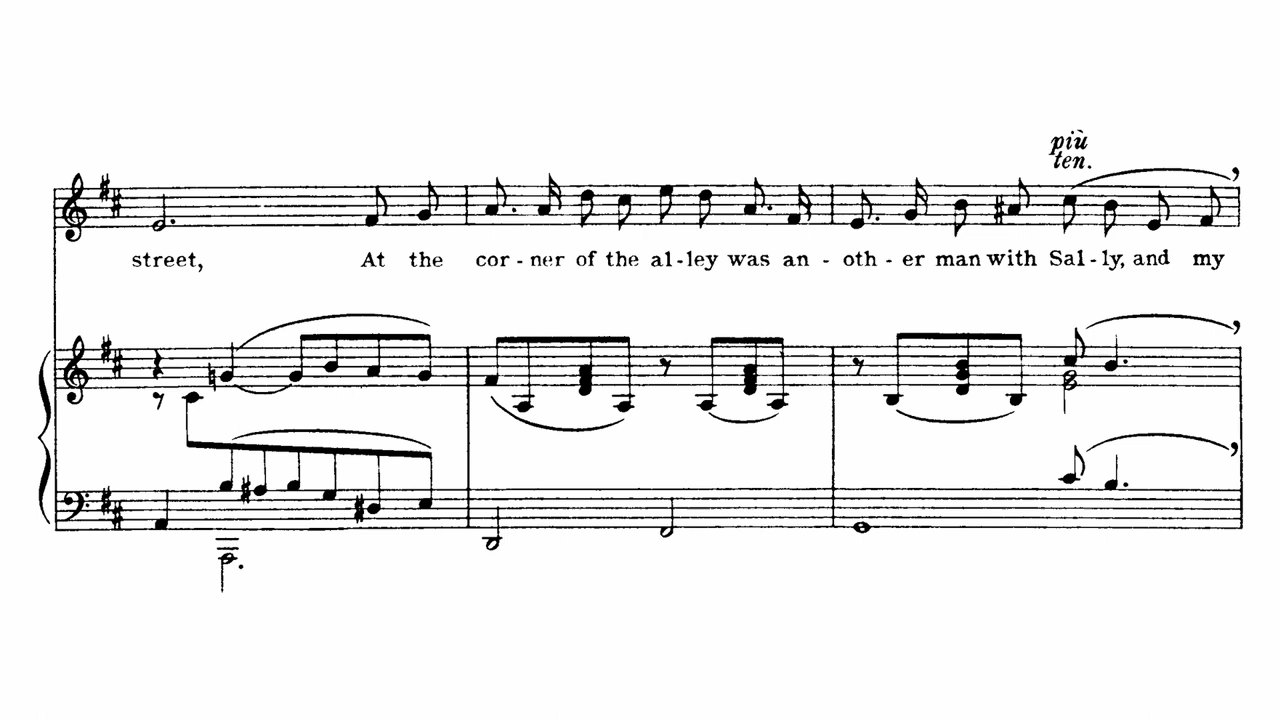 più
ten.
street, At the cor - ner of the al - ley was an - oth - er man with Sal - ly, and my